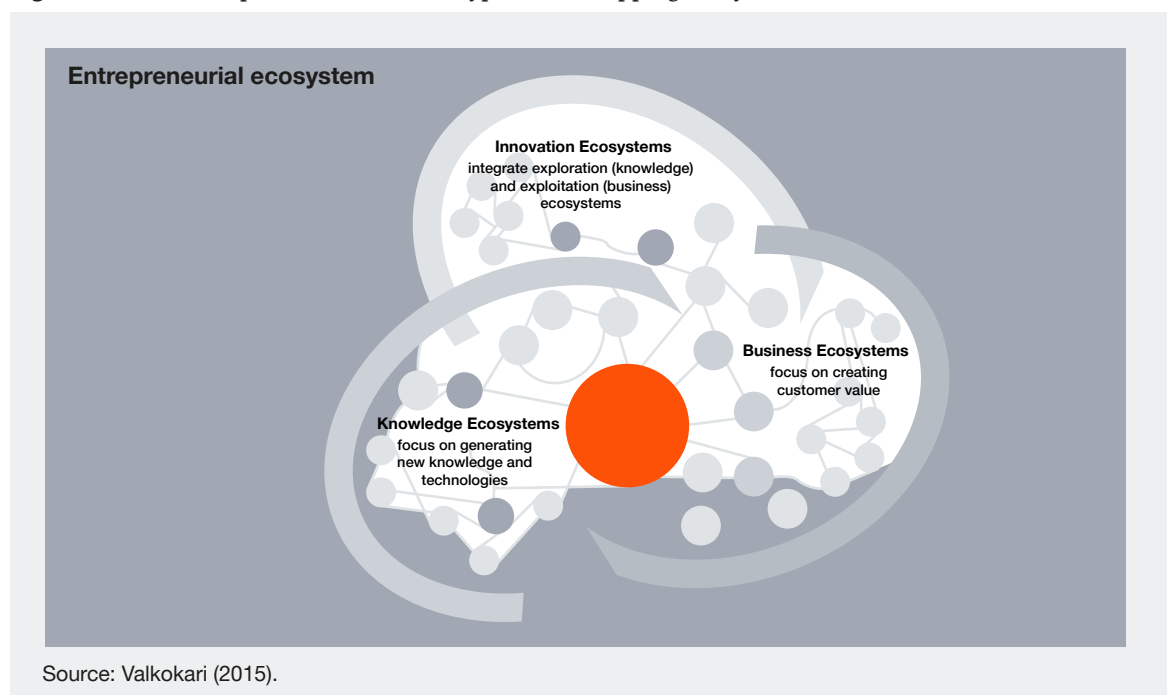 Entrepreneurial ecosystem
Innovation Ecosystems
integrate exploration (knowledge)
and exploitation (business)
ecosystems
Business Ecosystems
focus on creating
customer value
Knowledge Ecosystems
focus on generating
new knowledge and
technologies
Source: Valkokari (2015).